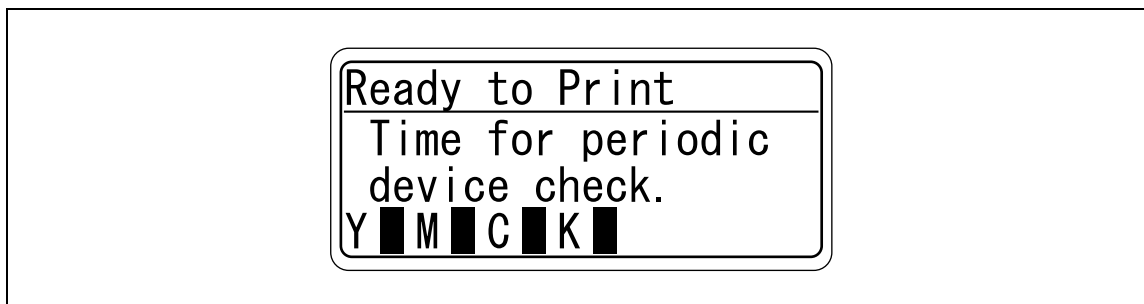 Ready to Print
Time for periodic
device check.
Y■M■C■K■